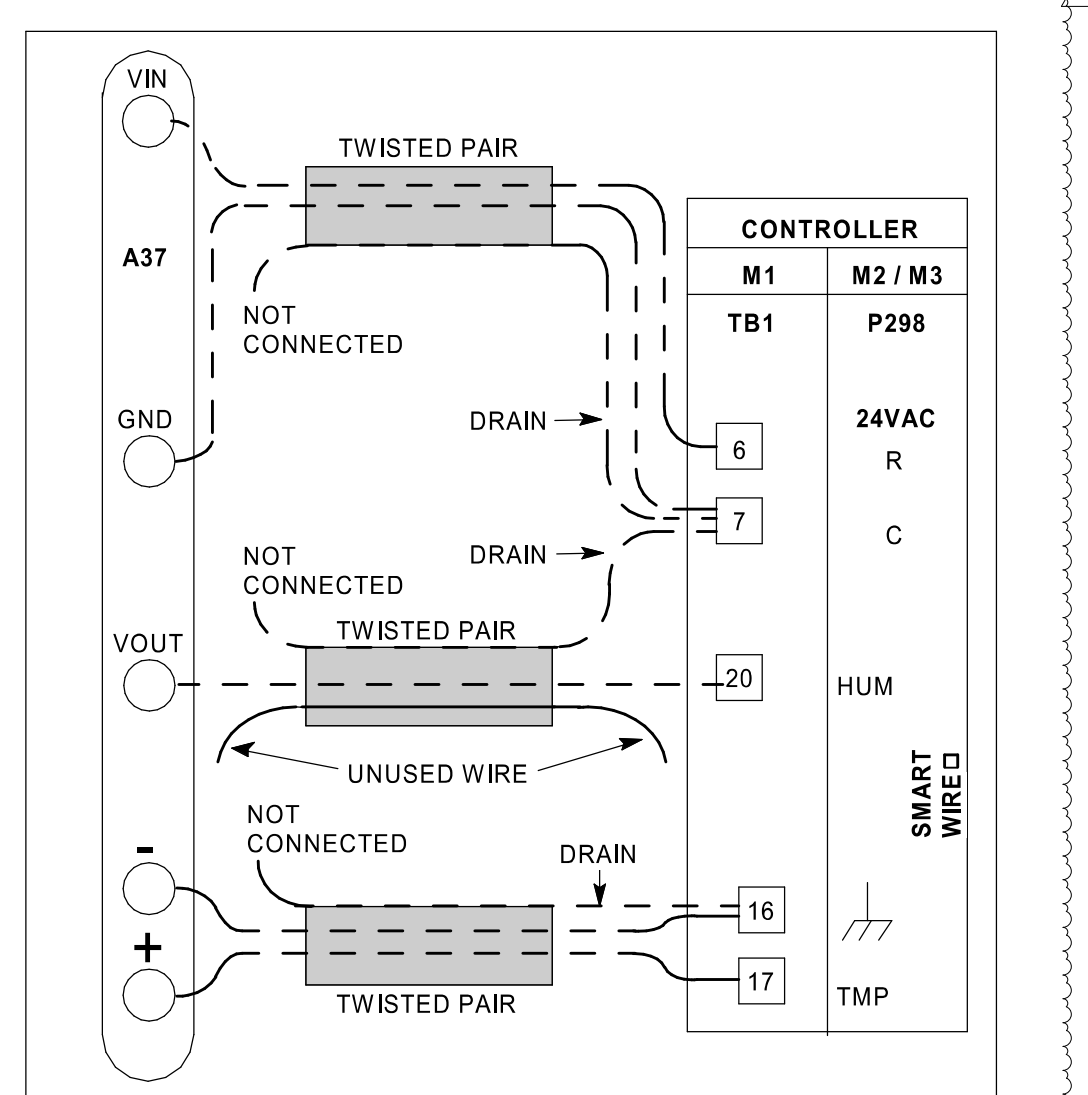 VIN
TWISTED PAIR
CONTROLLER
A37
M1
M2 / M3
NOT
CONNECTED
TB1
P298
GND
DRAIN
24VAC
6
R
7
C
NOT
CONNECTED
DRAIN
VOUT
TWISTED PAIR
20
HUM
UNUSED WIRE
SMART
WIRE
NOT
CONNECTED
-
DRAIN
16
+
17
TMP
TWISTED PAIR